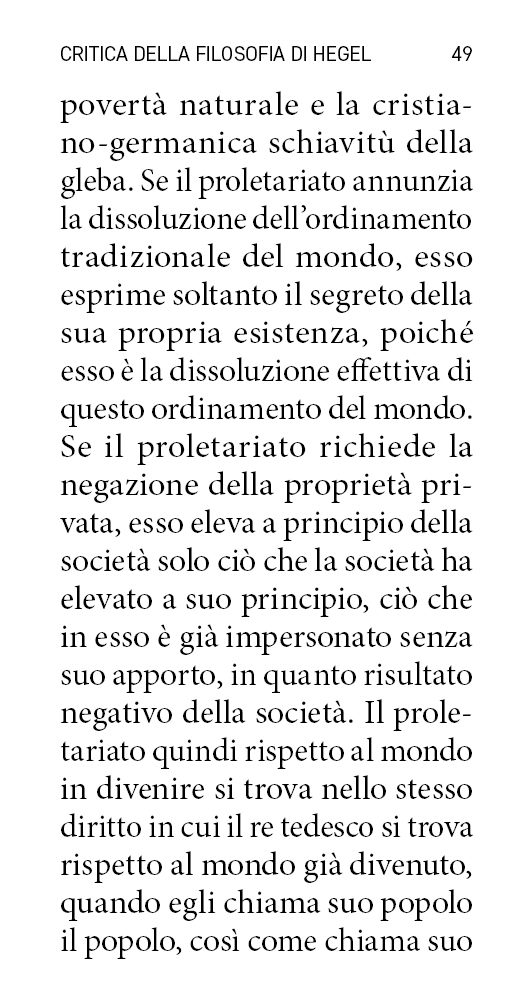 CRITICA DELLA FILOSOFIA DI HEGEL 49
povertà naturale e la cristia-
no-germanica schiavitù della
gleba. Se il proletariato annunzia
la dissoluzione dell'ordinamento
tradizionale del mondo, esso
esprime soltanto il segreto della
sua propria esistenza, poiché
esso è la dissoluzione effettiva di
questo ordinamento del mondo.
Se il proletariato richiede la
negazione della proprietà pri-
vata, esso eleva a principio della
società solo ciò che la società ha
elevato a suo principio, ciò che
in esso è già impersonato senza
suo apporto, in quanto risultato
negativo della società. Il prole-
tariato quindi rispetto al mondo
in divenire si trova nello stesso
diritto in cui il re tedesco si trova
rispetto al mondo già divenuto,
quando egli chiama suo popolo
il popolo, così come chiama suo